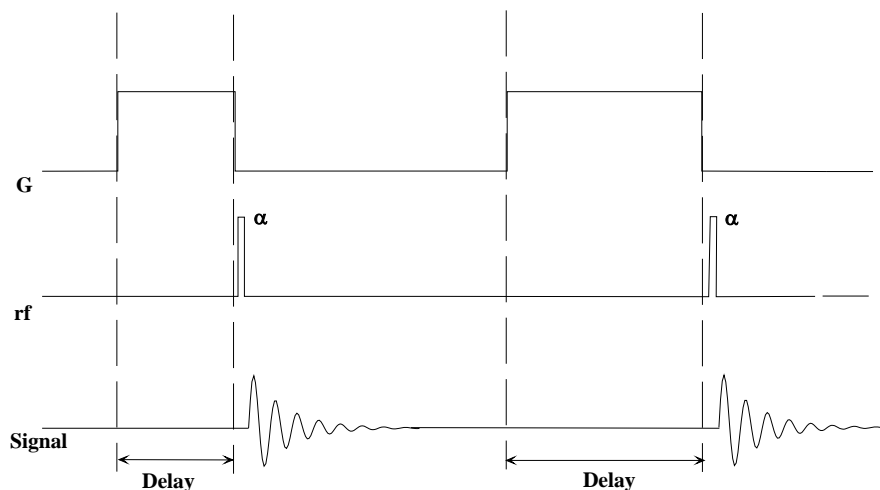 G
α
α
rf
Signal
Delay
Delay